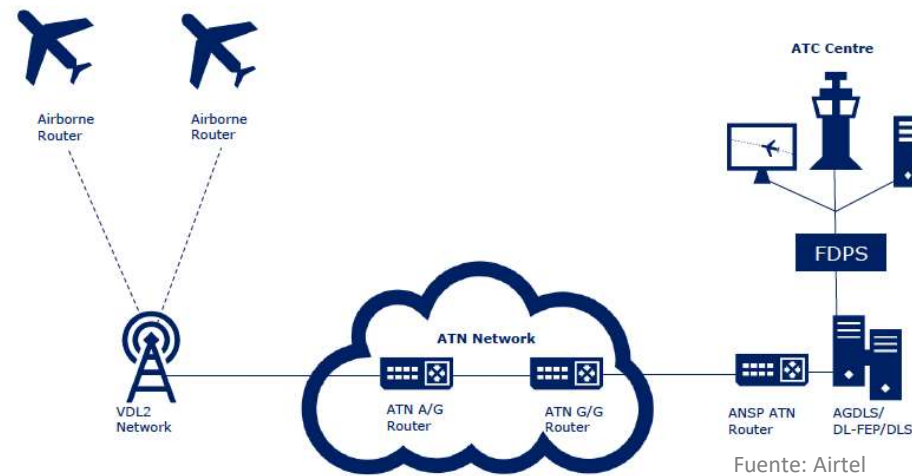 ATC Centre
Airborne
Router
Airborne
Router
FDPS
ATN Network
VDL2
Network
ATN A/G
Router
ATN G/G
Router
ANSP ATN
Router
AGDLS/
DL-FEP/DLS
Fuente: Airtel